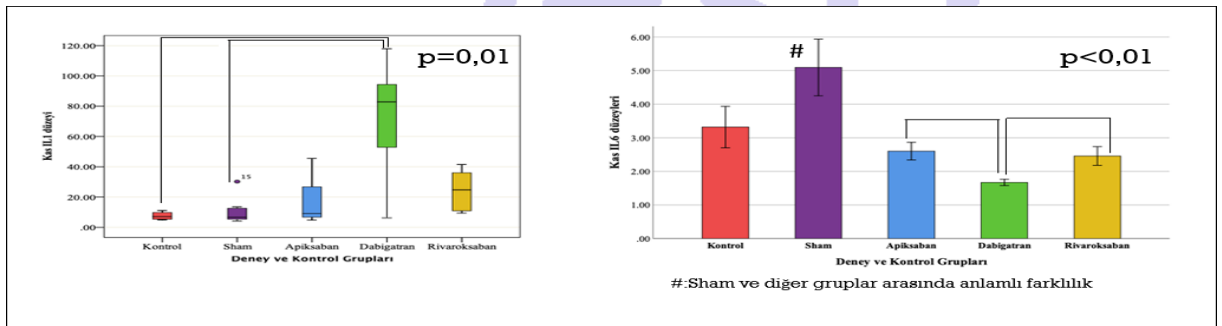 120.00
100.00
80.00
60.00
40.00
20.00
.00
Kas IL1 düzeyi
p=0,01
15
Kontrol Sham Apiksaban Dabigatran Rivaroksaban
Deney ve Kontrol Grupları
6.00
5.00
4.00
3.00
2.00
1.00
.00
Kas IL6 düzeyleri
#
p<0,01
Kontrol Sham Apiksaban Dabigatran Rivaroksaban
Deney ve Kontrol Grupları
#:Sham ve diğer gruplar arasında anlamlı farklılık